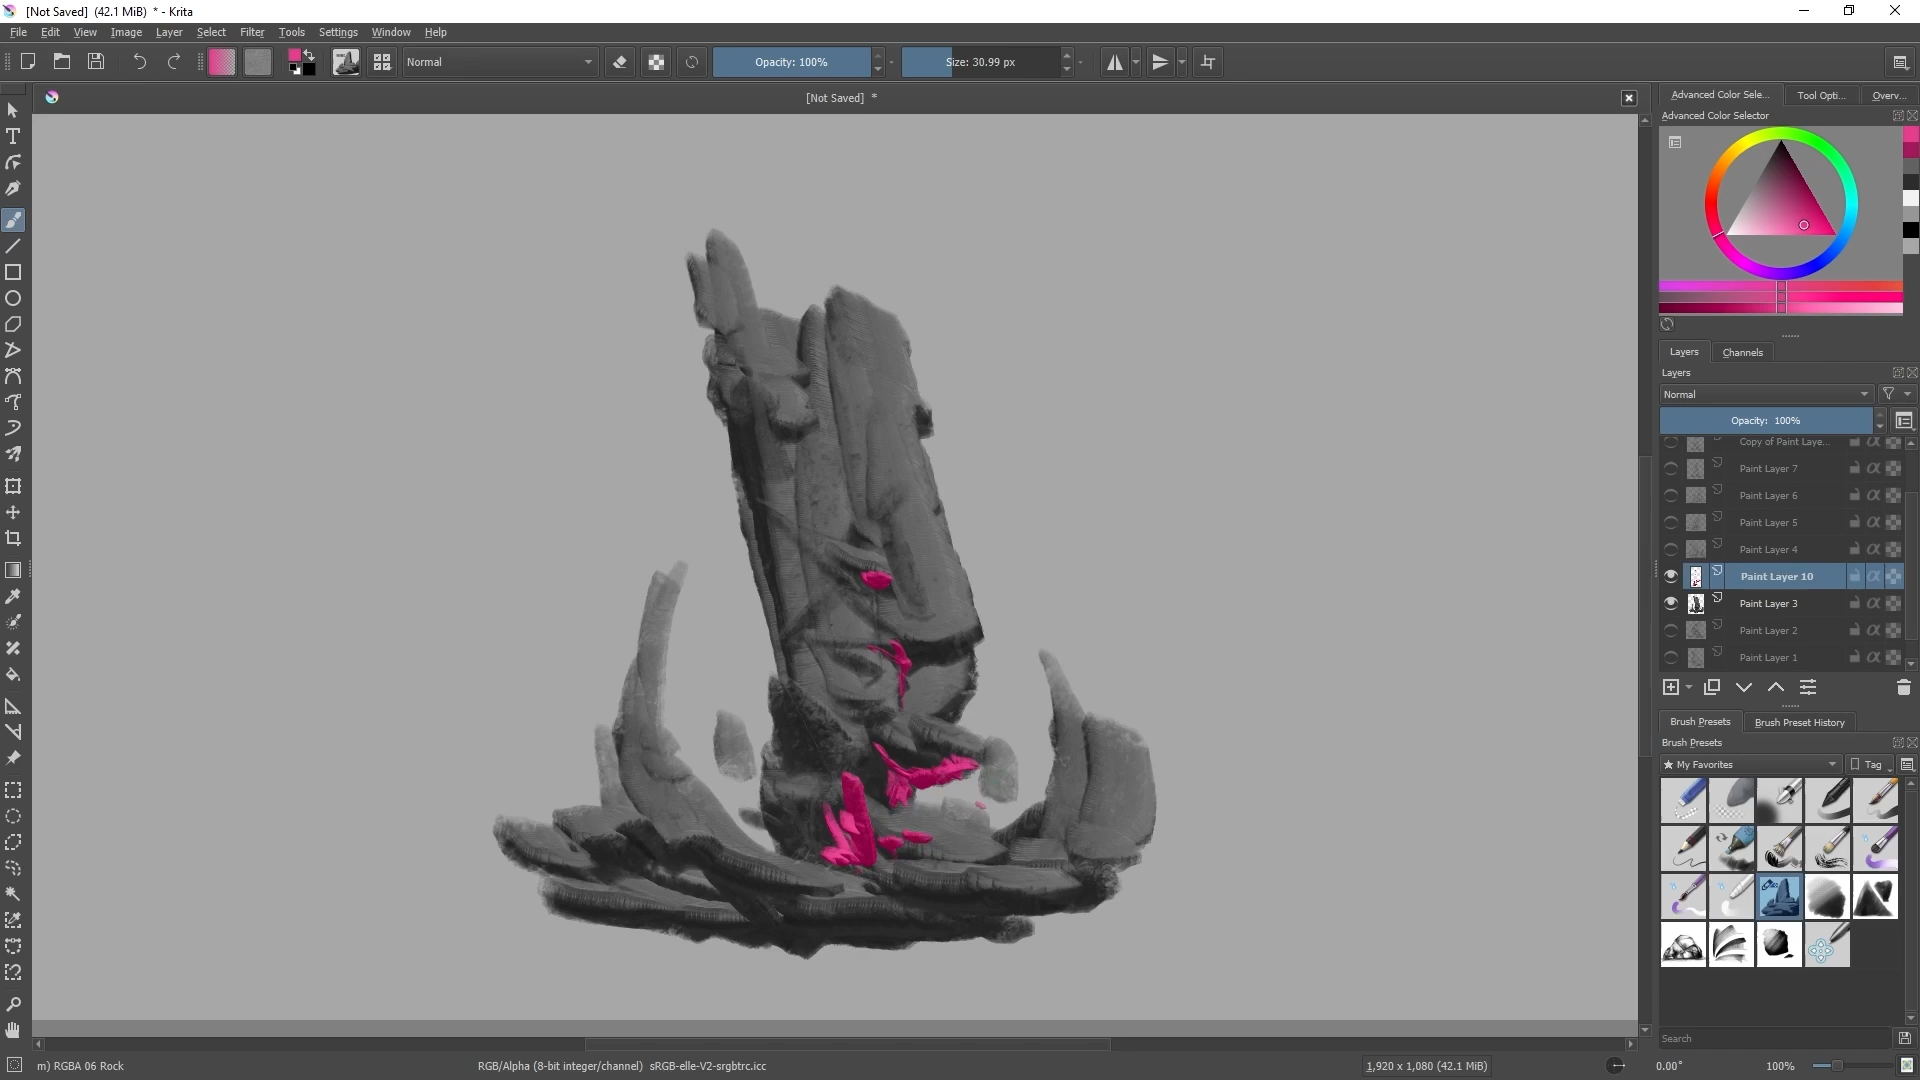 [Not Saved]  (42.1 MiB)  * - Krita
File Edit View Image Layer Select Filter Tools Settings Window Help
Normal
Opacity: 100%
Size: 30.99 px
[Not Saved]  *
Advanced Color Sele... Tool Opti... Overv...
Advanced Color Selector
Layers Channels
Layers
Normal
Opacity:  100%
Copy of Paint Laye...
Paint Layer 7
Paint Layer 6
Paint Layer 5
Paint Layer 4
Paint Layer 10
Paint Layer 3
Paint Layer 2
Paint Layer 1
Brush Presets Brush Preset History
Brush Presets
★ My Favorites Tag
Search
m) RGBA 06 Rock RGB/Alpha (8-bit integer/channel)  sRGB-elle-V2-srgbtrc.icc 1,920 x 1,080 (42.1 MiB) 0.00° 100%